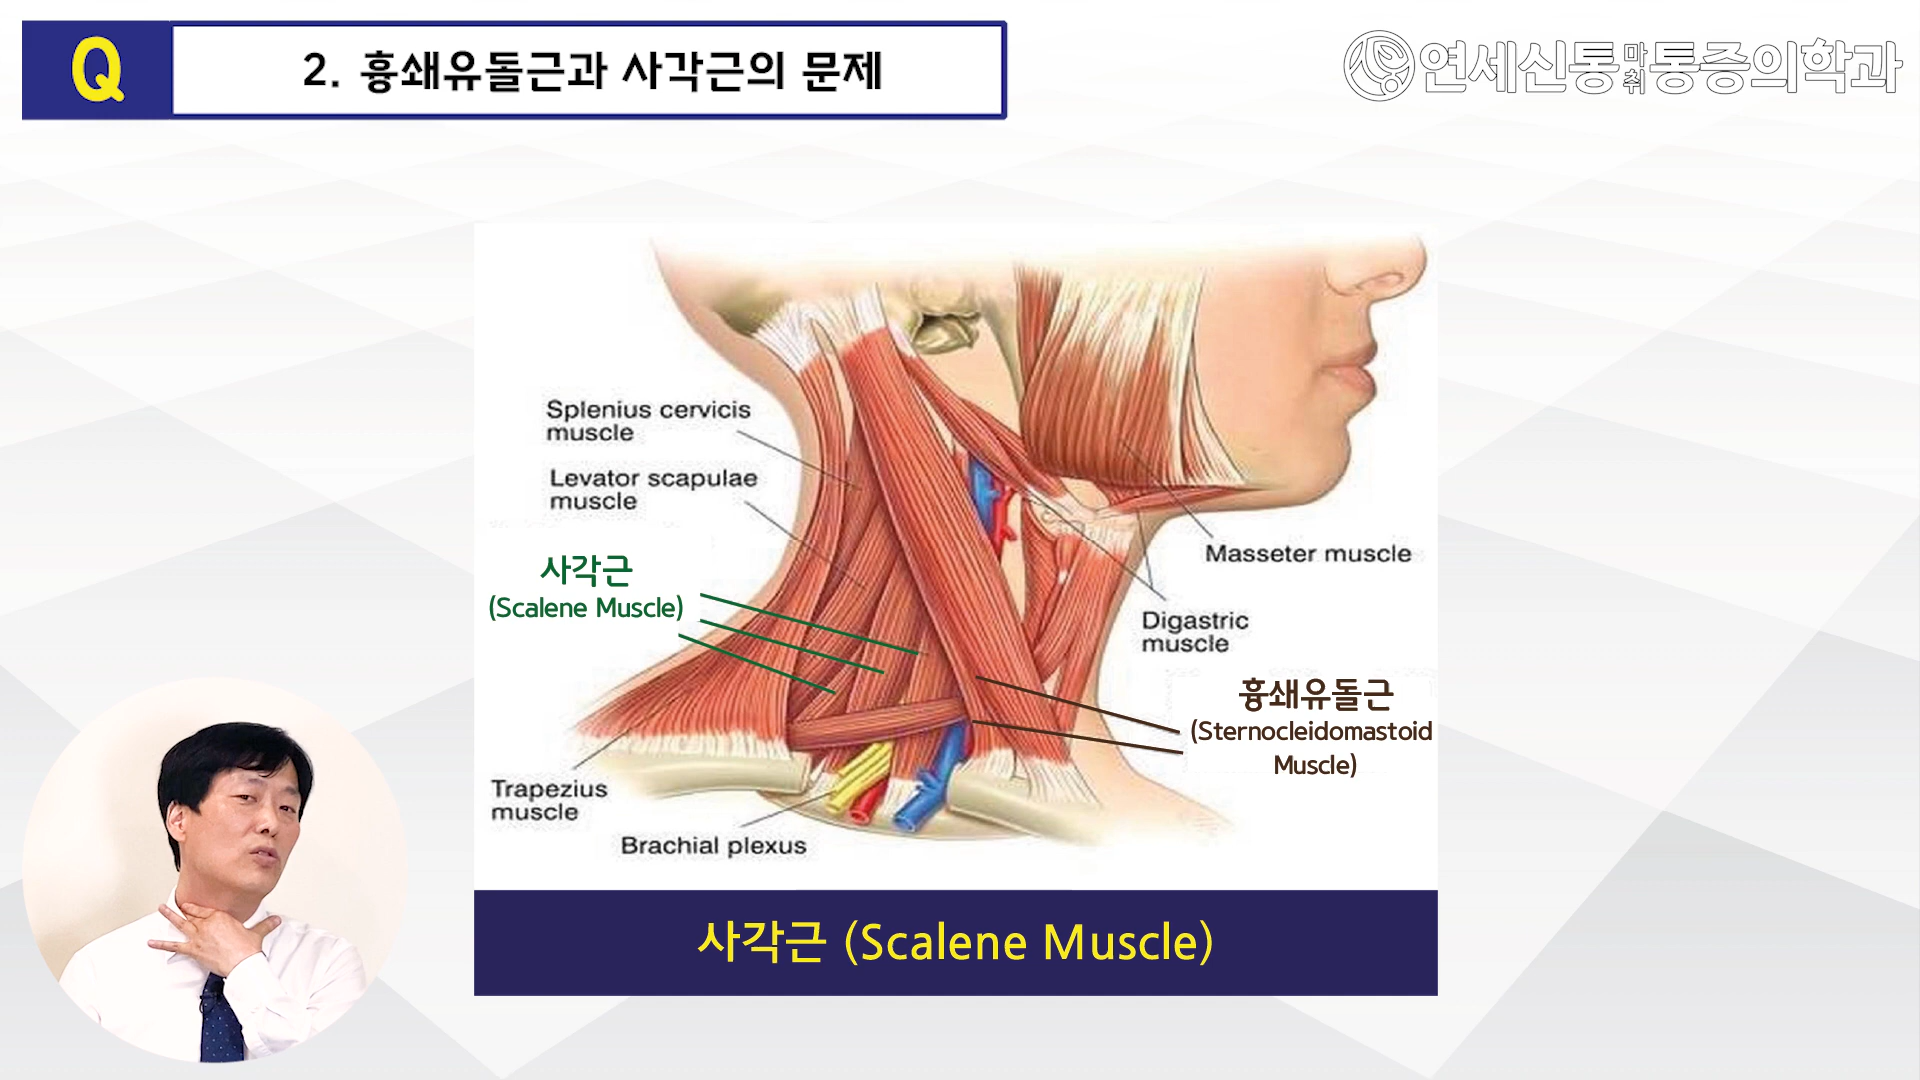 Q
2. 흉쇄유돌근과 사각근의 문제
연세신통마취통증의학과
Splenius cervicis
muscle
Levator scapulae
muscle
사각근
(Scalene Muscle)
Trapezius
muscle
Brachial plexus
Masseter muscle
Digastric
muscle
흉쇄유돌근
(Sternocleidomastoid
Muscle)
사각근 (Scalene Muscle)